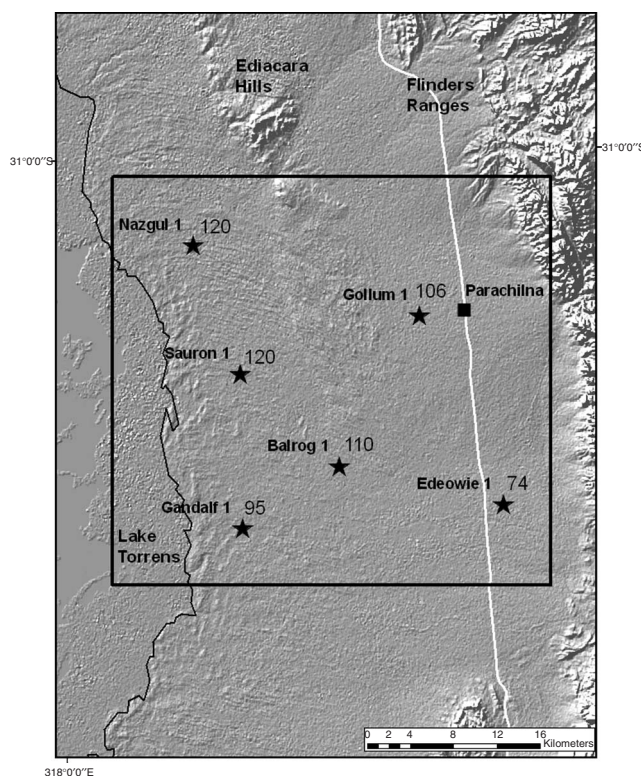 Ediacara
Hills
Flinders
Ranges
31°0'0"S
31°0'0"S
Nazgul 1
120
Gollum 1
106
Parachilna
Sauron 1
120
Balrog 1
110
Edeowie 1
74
Gandalf 1
95
Lake
Torrens
0 2 4 8 12 16
Kilometers
318°0'0"E